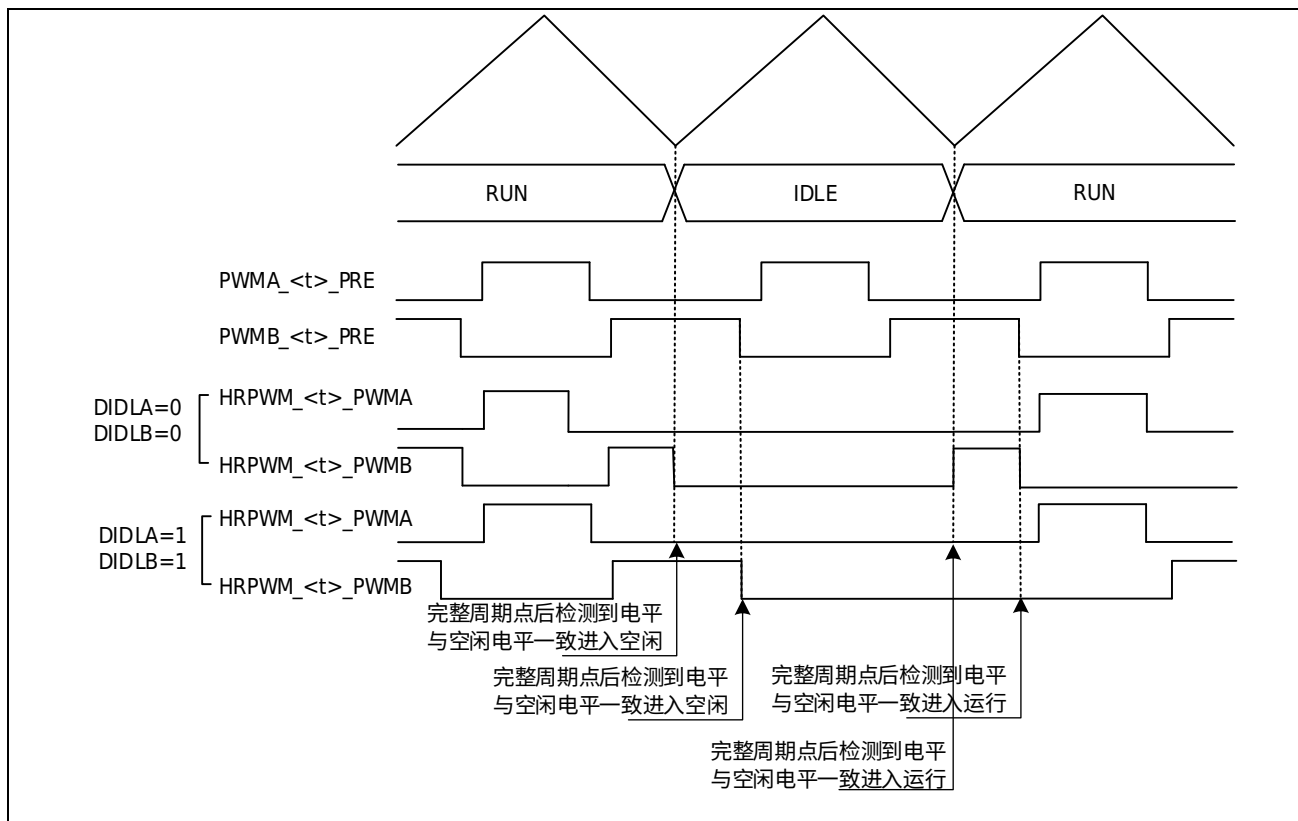 RUN
IDLE
RUN
PWMA_<t>_PRE
PWMB_<t>_PRE
DIDLA=0
DIDLB=0
HRPWM_<t>_PWMA
HRPWM_<t>_PWMB
DIDLA=1
DIDLB=1
HRPWM_<t>_PWMA
HRPWM_<t>_PWMB
完整周期点后检测到电平
与空闲电平一致进入空闲
完整周期点后检测到电平
与空闲电平一致进入空闲
完整周期点后检测到电平
与空闲电平一致进入运行
完整周期点后检测到电平
与空闲电平一致进入运行